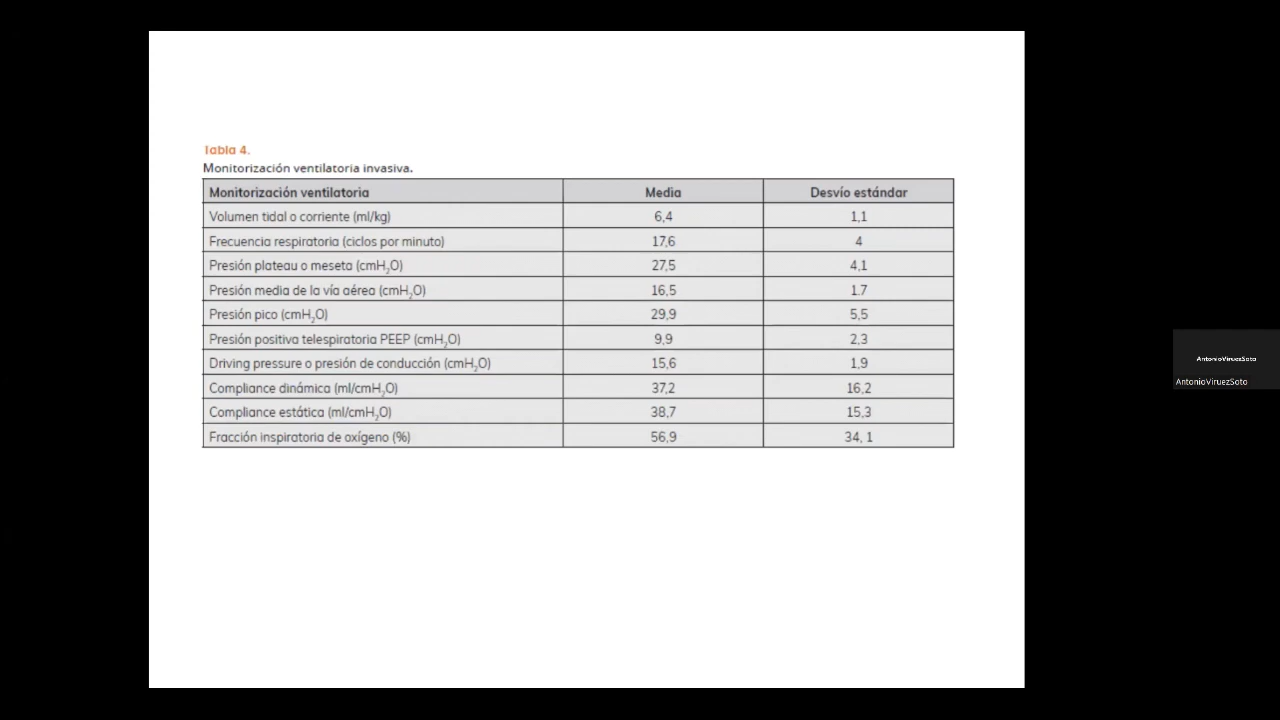 Tabla 4.
Monitorización ventilatoria invasiva.
Monitorización ventilatoria Media Desvío estándar
Volumen tidal o corriente (ml/kg) 6,4 1,1
Frecuencia respiratoria (ciclos por minuto) 17,6 4
Presión plateau o meseta (cmH₂O) 27,5 4,1
Presión media de la vía aérea (cmH₂O) 16,5 1.7
Presión pico (cmH₂O) 29,9 5,5
Presión positiva telespiratoria PEEP (cmH₂O) 9,9 2,3
Driving pressure o presión de conducción (cmH₂O) 15,6 1,9
Compliance dinámica (ml/cmH₂O) 37,2 16,2
Compliance estática (ml/cmH₂O) 38,7 15,3
Fracción inspiratoria de oxígeno (%) 56,9 34, 1
AntonioViruezSoto
AntonioViruezSoto